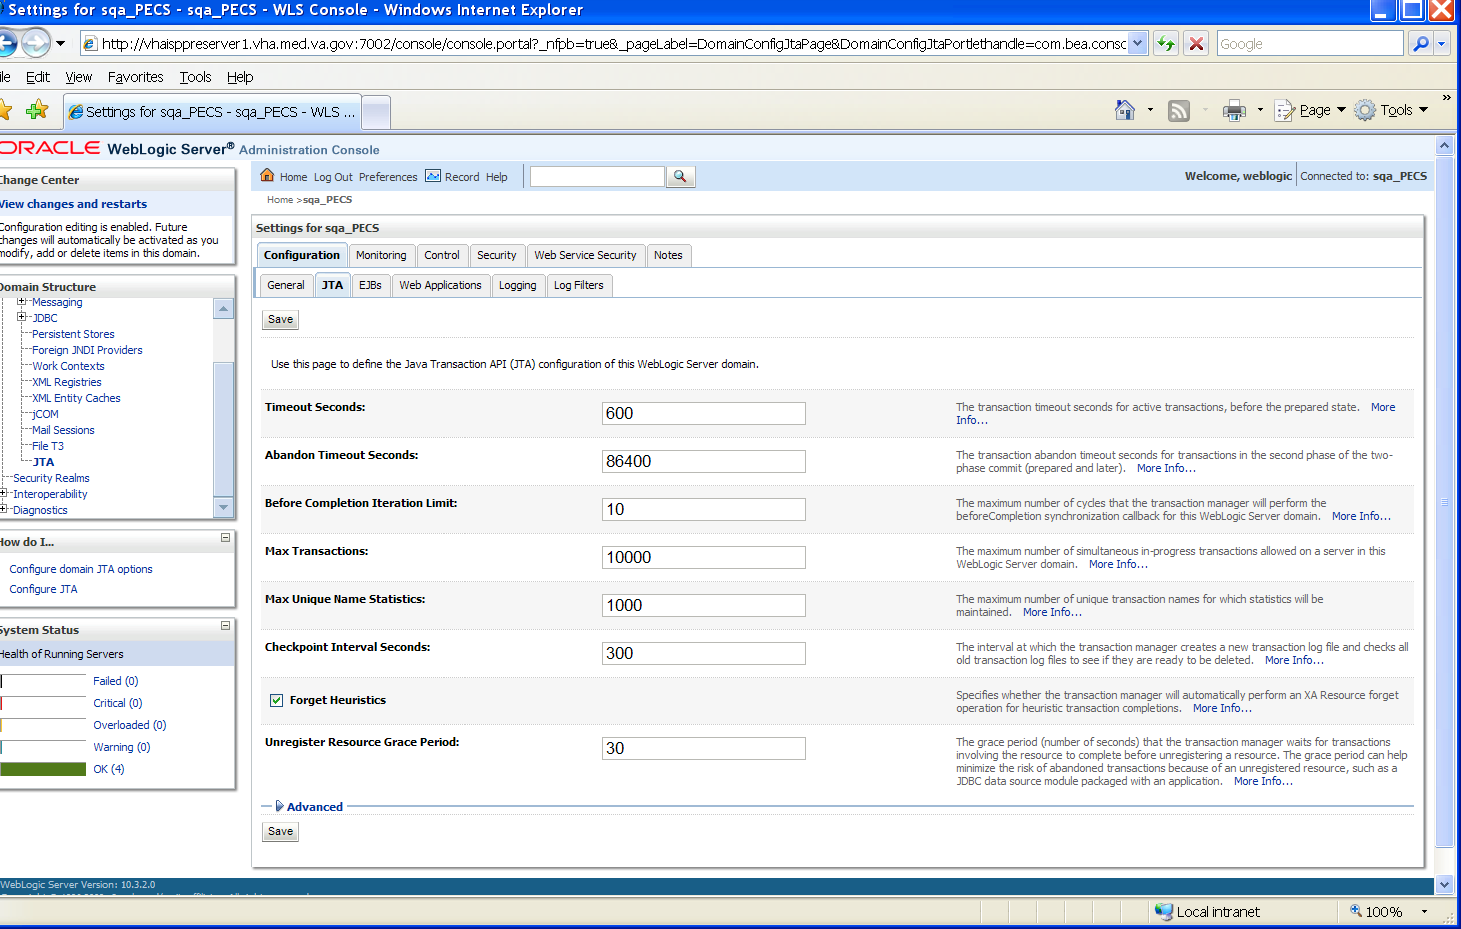 Settings for sqa_PECS - sqa_PECS - WLS Console - Windows Internet Explorer
http://vhaisppreserver1.vha.med.va.gov:7002/console/console.portal?_nfpb=true&_pageLabel=DomainConfigJtaPage&DomainConfigJtaPortlethandle=com.bea.consc
Google
ile Edit View Favorites Tools Help
Settings for sqa_PECS - sqa_PECS - WLS ...
Page Tools »
ORACLE WebLogic Server® Administration Console
Change Center
View changes and restarts
Configuration editing is enabled. Future
changes will automatically be activated as you
modify, add or delete items in this domain.
Domain Structure
Messaging
JDBC
Persistent Stores
Foreign JNDI Providers
Work Contexts
XML Registries
XML Entity Caches
jCOM
Mail Sessions
File T3
JTA
Security Realms
Interoperability
Diagnostics
How do I...
Configure domain JTA options
Configure JTA
System Status
Health of Running Servers
Failed (0)
Critical (0)
Overloaded (0)
Warning (0)
OK (4)
Home Log Out Preferences Record Help
Welcome, weblogic Connected to: sqa_PECS
Home >sqa_PECS
Settings for sqa_PECS
Configuration Monitoring Control Security Web Service Security Notes
General JTA EJBs Web Applications Logging Log Filters
Save
Use this page to define the Java Transaction API (JTA) configuration of this WebLogic Server domain.
Timeout Seconds: 600
The transaction timeout seconds for active transactions, before the prepared state. More
Info...
Abandon Timeout Seconds: 86400
The transaction abandon timeout seconds for transactions in the second phase of the two-
phase commit (prepared and later). More Info...
Before Completion Iteration Limit: 10
The maximum number of cycles that the transaction manager will perform the
beforeCompletion synchronization callback for this WebLogic Server domain. More Info...
Max Transactions: 10000
The maximum number of simultaneous in-progress transactions allowed on a server in this
WebLogic Server domain. More Info...
Max Unique Name Statistics: 1000
The maximum number of unique transaction names for which statistics will be
maintained. More Info...
Checkpoint Interval Seconds: 300
The interval at which the transaction manager creates a new transaction log file and checks all
old transaction log files to see if they are ready to be deleted. More Info...
Forget Heuristics
Specifies whether the transaction manager will automatically perform an XA Resource forget
operation for heuristic transaction completions. More Info...
Unregister Resource Grace Period: 30
The grace period (number of seconds) that the transaction manager waits for transactions
involving the resource to complete before unregistering a resource. The grace period can help
minimize the risk of abandoned transactions because of an unregistered resource, such as a
JDBC data source module packaged with an application. More Info...
Advanced
Save
WebLogic Server Version: 10.3.2.0
Local intranet 100%